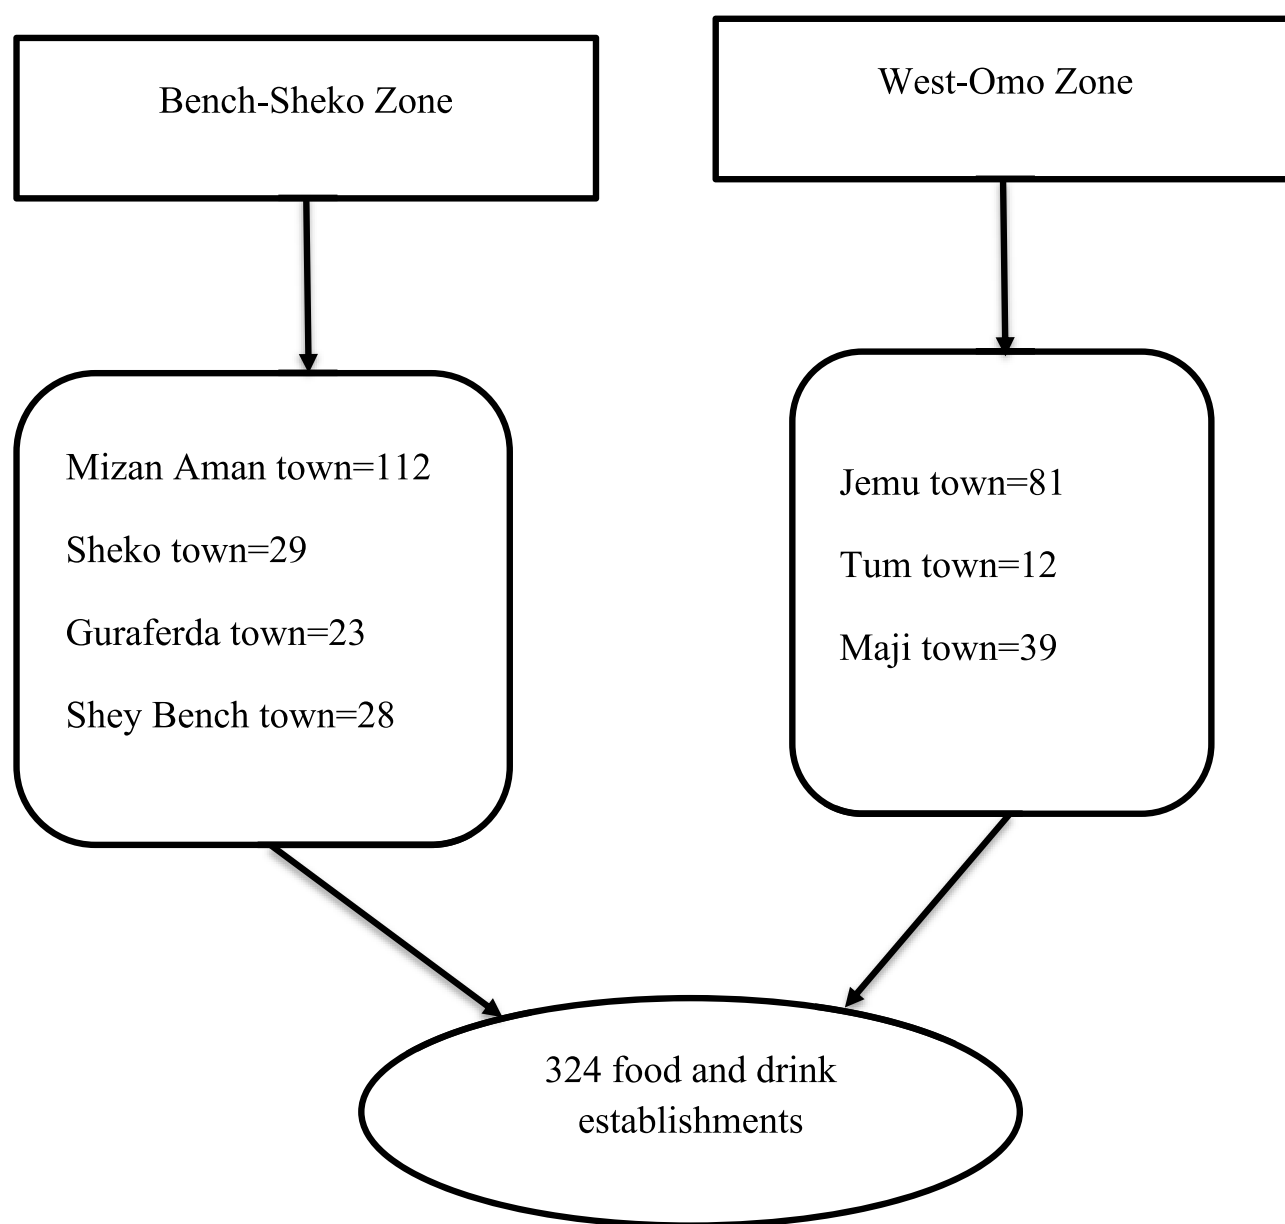 Bench-Sheko Zone
West-Omo Zone
Mizan Aman town=112
Sheko town=29
Guraferda town=23
Shey Bench town=28
Jemu town=81
Tum town=12
Maji town=39
324 food and drink
establishments